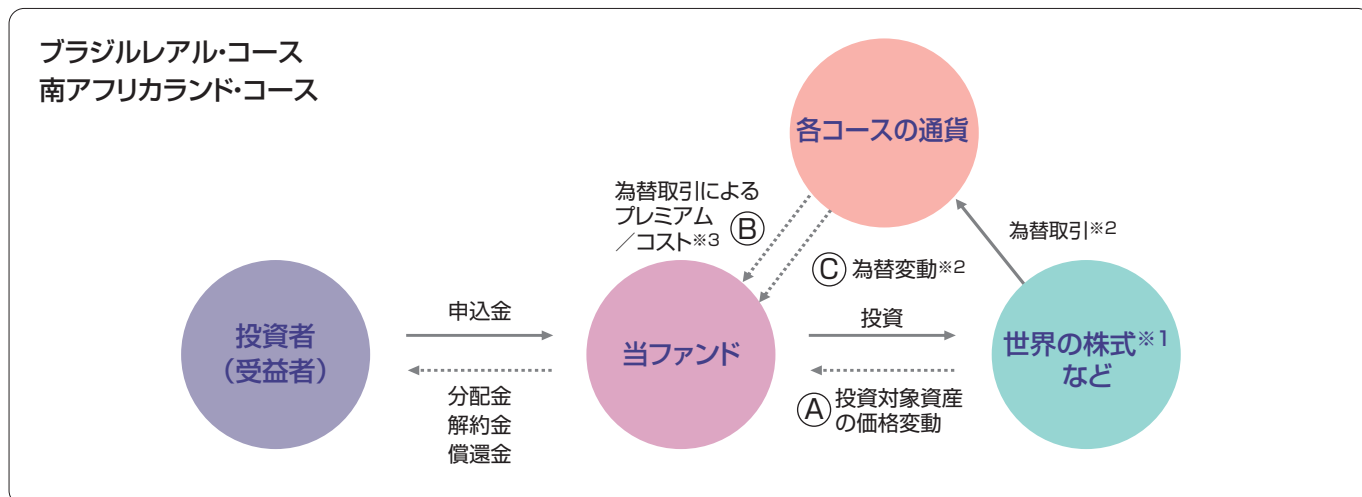 ブラジルレアル・コース
南アフリカランド・コース
各コースの通貨
為替取引による
プレミアム
／コスト※3
Ⓑ
為替取引※2
Ⓒ 為替変動※2
投資者
（受益者）
申込金
分配金
解約金
償還金
当ファンド
投資
Ⓐ 投資対象資産
の価格変動
世界の株式※1
など